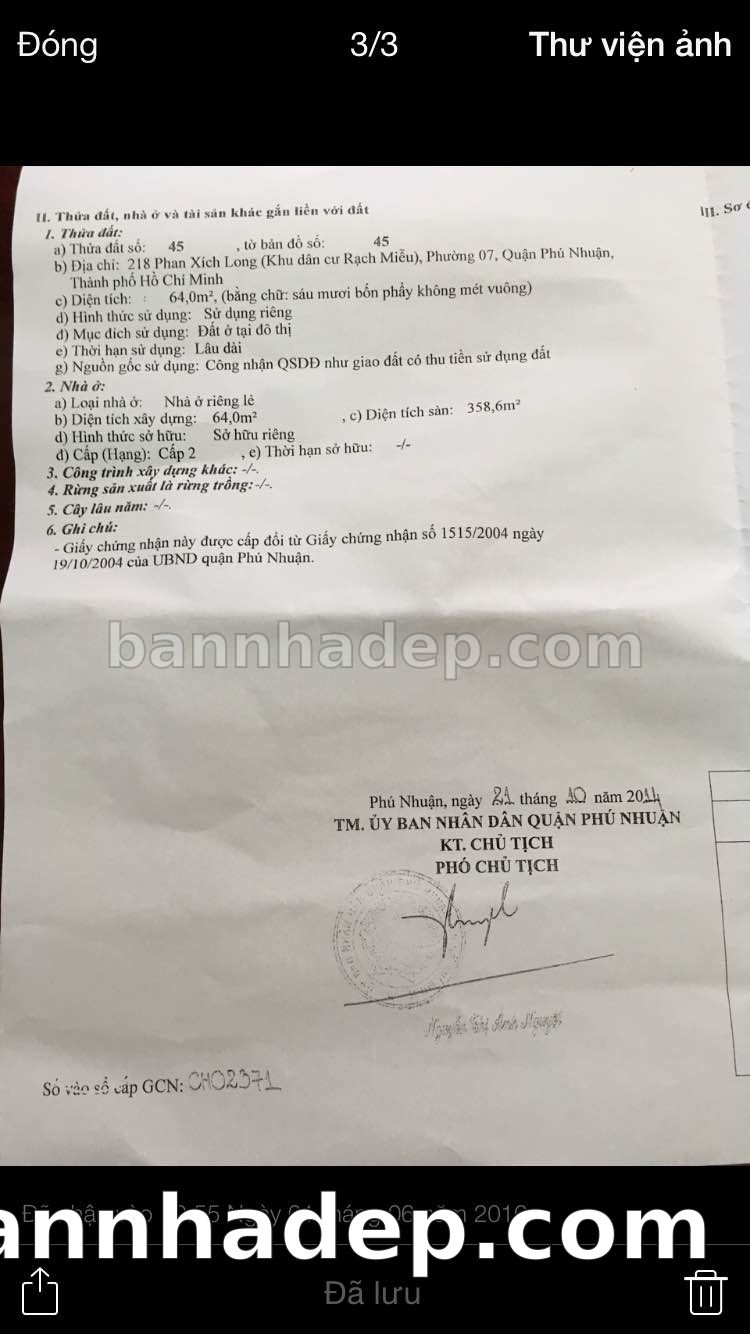 Đóng
3/3
Thư viện ảnh
II. Thửa đất, nhà ở và tài sản khác gắn liền với đất
III. Sơ
1. Thửa đất:
a) Thửa đất số: 45 , tờ bản đồ số: 45
b) Địa chỉ: 218 Phan Xích Long (Khu dân cư Rạch Miễu), Phường 07, Quận Phú Nhuận,
Thành phố Hồ Chí Minh
c) Diện tích: : 64,0m², (bằng chữ: sáu mươi bốn phẩy không mét vuông)
d) Hình thức sử dụng: Sử dụng riêng
đ) Mục đích sử dụng: Đất ở tại đô thị
e) Thời hạn sử dụng: Lâu dài
g) Nguồn gốc sử dụng: Công nhận QSDĐ như giao đất có thu tiền sử dụng đất
2. Nhà ở:
a) Loại nhà ở: Nhà ở riêng lẻ
b) Diện tích xây dựng: 64,0m² , c) Diện tích sàn: 358,6m²
d) Hình thức sở hữu: Sở hữu riêng
đ) Cấp (Hạng): Cấp 2 , e) Thời hạn sở hữu: -/-
3. Công trình xây dựng khác: -/-.
4. Rừng sản xuất là rừng trồng: -/-.
5. Cây lâu năm: -/-.
6. Ghi chú:
- Giấy chứng nhận này được cấp đổi từ Giấy chứng nhận số 1515/2004 ngày
19/10/2004 của UBND quận Phú Nhuận.
bannhadep.com
Phú Nhuận, ngày 21 tháng 10 năm 2014
TM. ỦY BAN NHÂN DÂN QUẬN PHÚ NHUẬN
KT. CHỦ TỊCH
PHÓ CHỦ TỊCH
Nguyễn Thị Ánh Nguyệt
Số vào sổ cấp GCN: CH02371
annhadep.com
Đã lưu